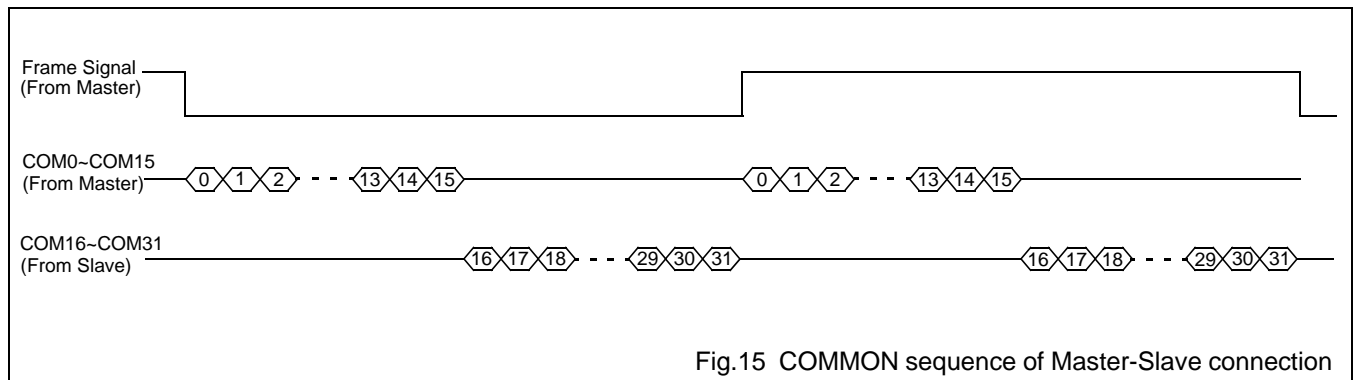 Frame Signal
(From Master)
COM0~COM15
(From Master)
0 1 2 13 14 15 0 1 2 13 14 15
COM16~COM31
(From Slave)
16 17 18 29 30 31 16 17 18 29 30 31
Fig.15 COMMON sequence of Master-Slave connection